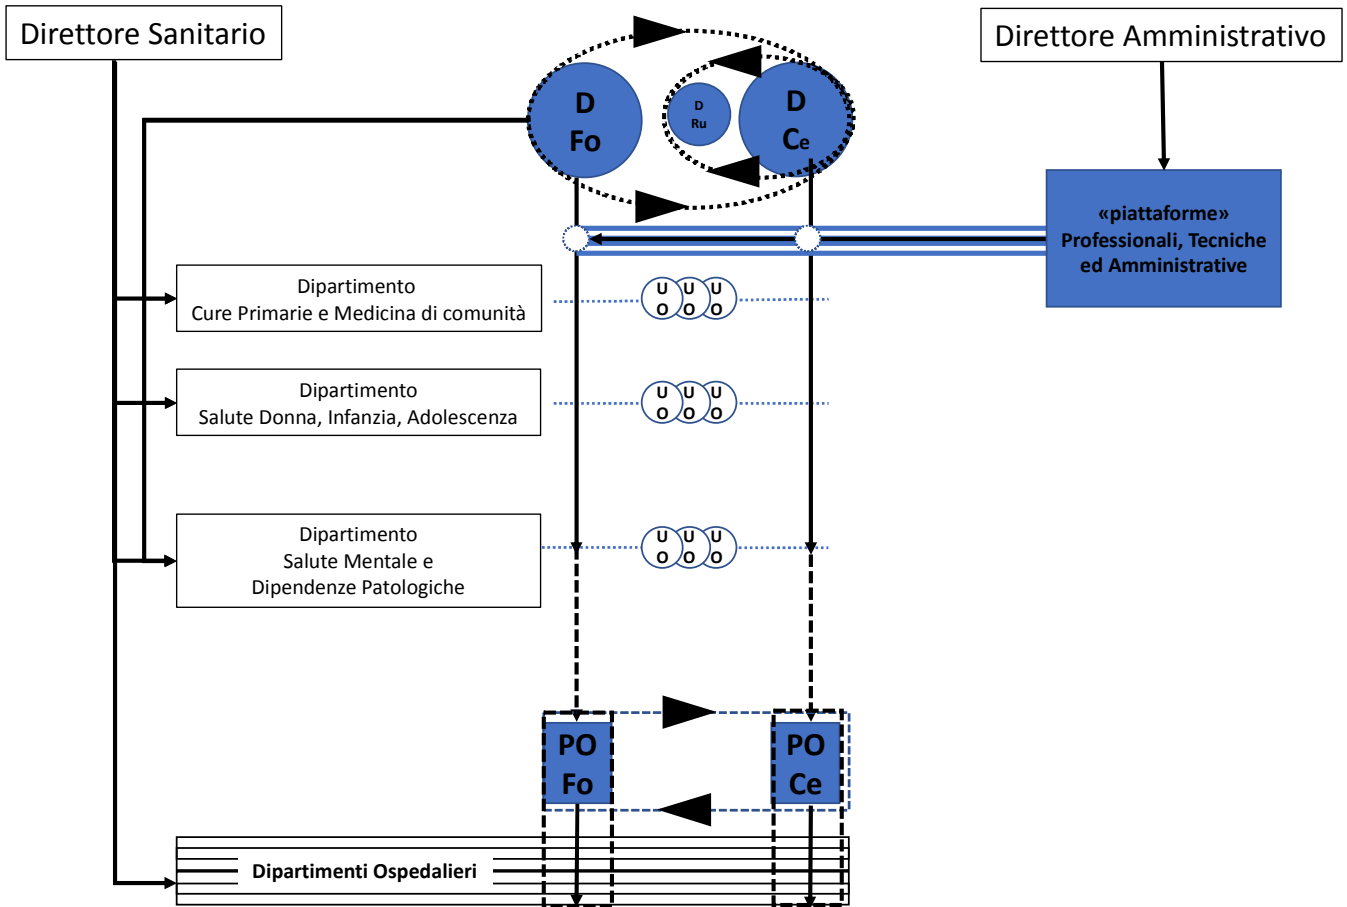 Direttore Sanitario
Direttore Amministrativo
D
Fo
D
Ru
D
Ce
«piattaforme»
Professionali, Tecniche
ed Amministrative
Dipartimento
Cure Primarie e Medicina di comunità
U U U
O O O
Dipartimento
Salute Donna, Infanzia, Adolescenza
U U U
O O O
Dipartimento
Salute Mentale e
Dipendenze Patologiche
U U U
O O O
PO
Fo
PO
Ce
Dipartimenti Ospedalieri